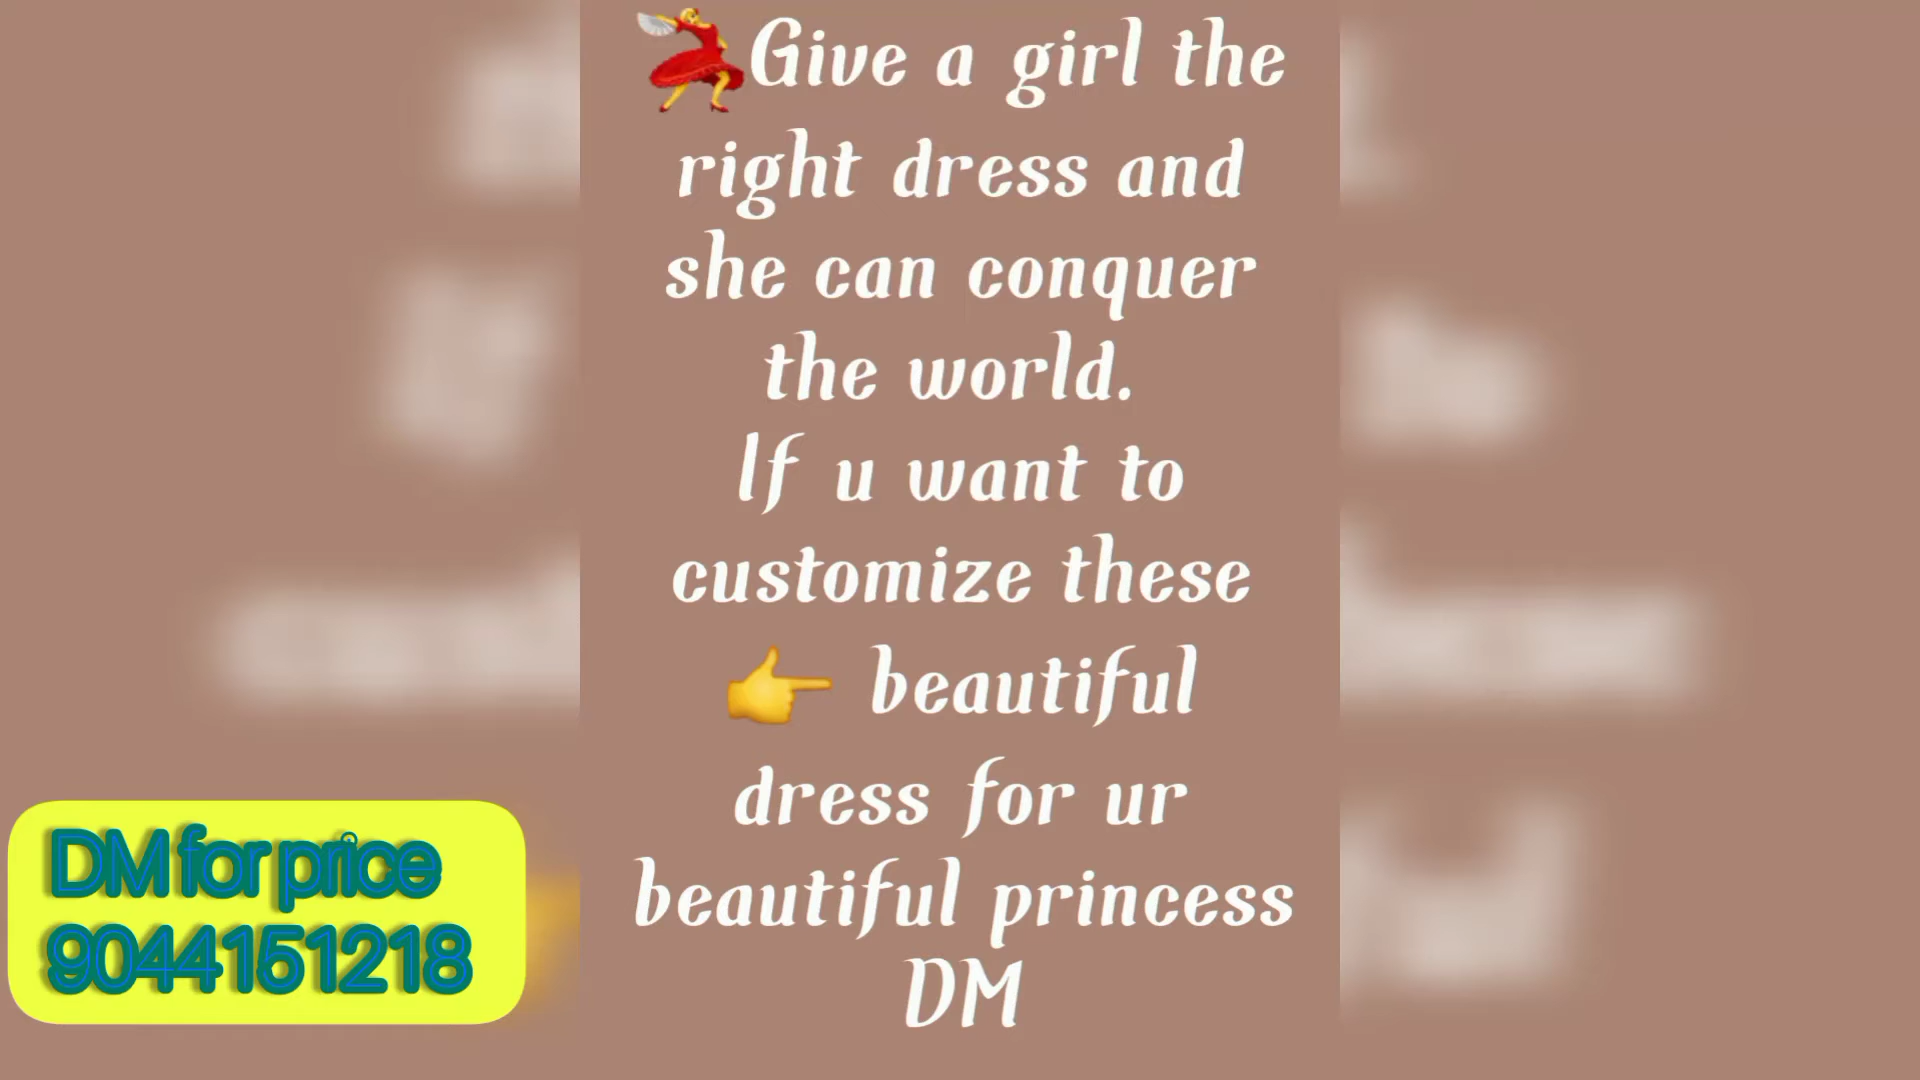 💃Give a girl the
right dress and
she can conquer
the world.
If u want to
customize these
👉 beautiful
dress for ur
beautiful princess
DM
DM for price
9044151218